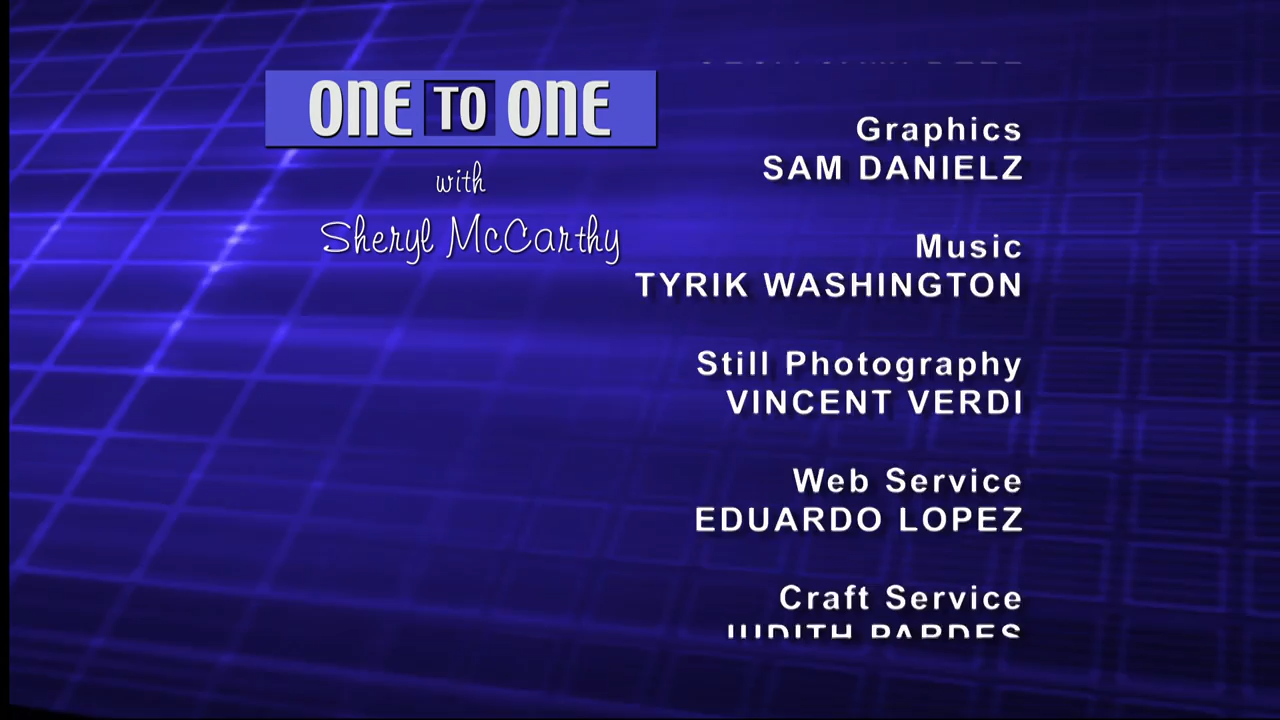 ONE TO ONE
with
Sheryl McCarthy
Graphics
SAM DANIELZ
Music
TYRIK WASHINGTON
Still Photography
VINCENT VERDI
Web Service
EDUARDO LOPEZ
Craft Service
JUDITH